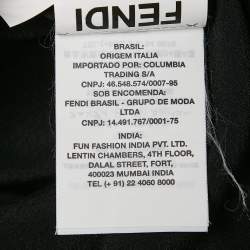 FENDI
BRASIL:
ORIGEM ITALIA
IMPORTADO POR: COLUMBIA
TRADING S/A
CNPJ: 46.548.574/0007-95
SOB ENCOMENDA:
FENDI BRASIL - GRUPO DE MODA
LTDA
CNPJ: 14.491.767/0001-75
INDIA:
FUN FASHION INDIA PVT. LTD.
LENTIN CHAMBERS, 4TH FLOOR,
DALAL STREET, FORT,
400023 MUMBAI INDIA
TEL (+ 91) 22 4060 8000